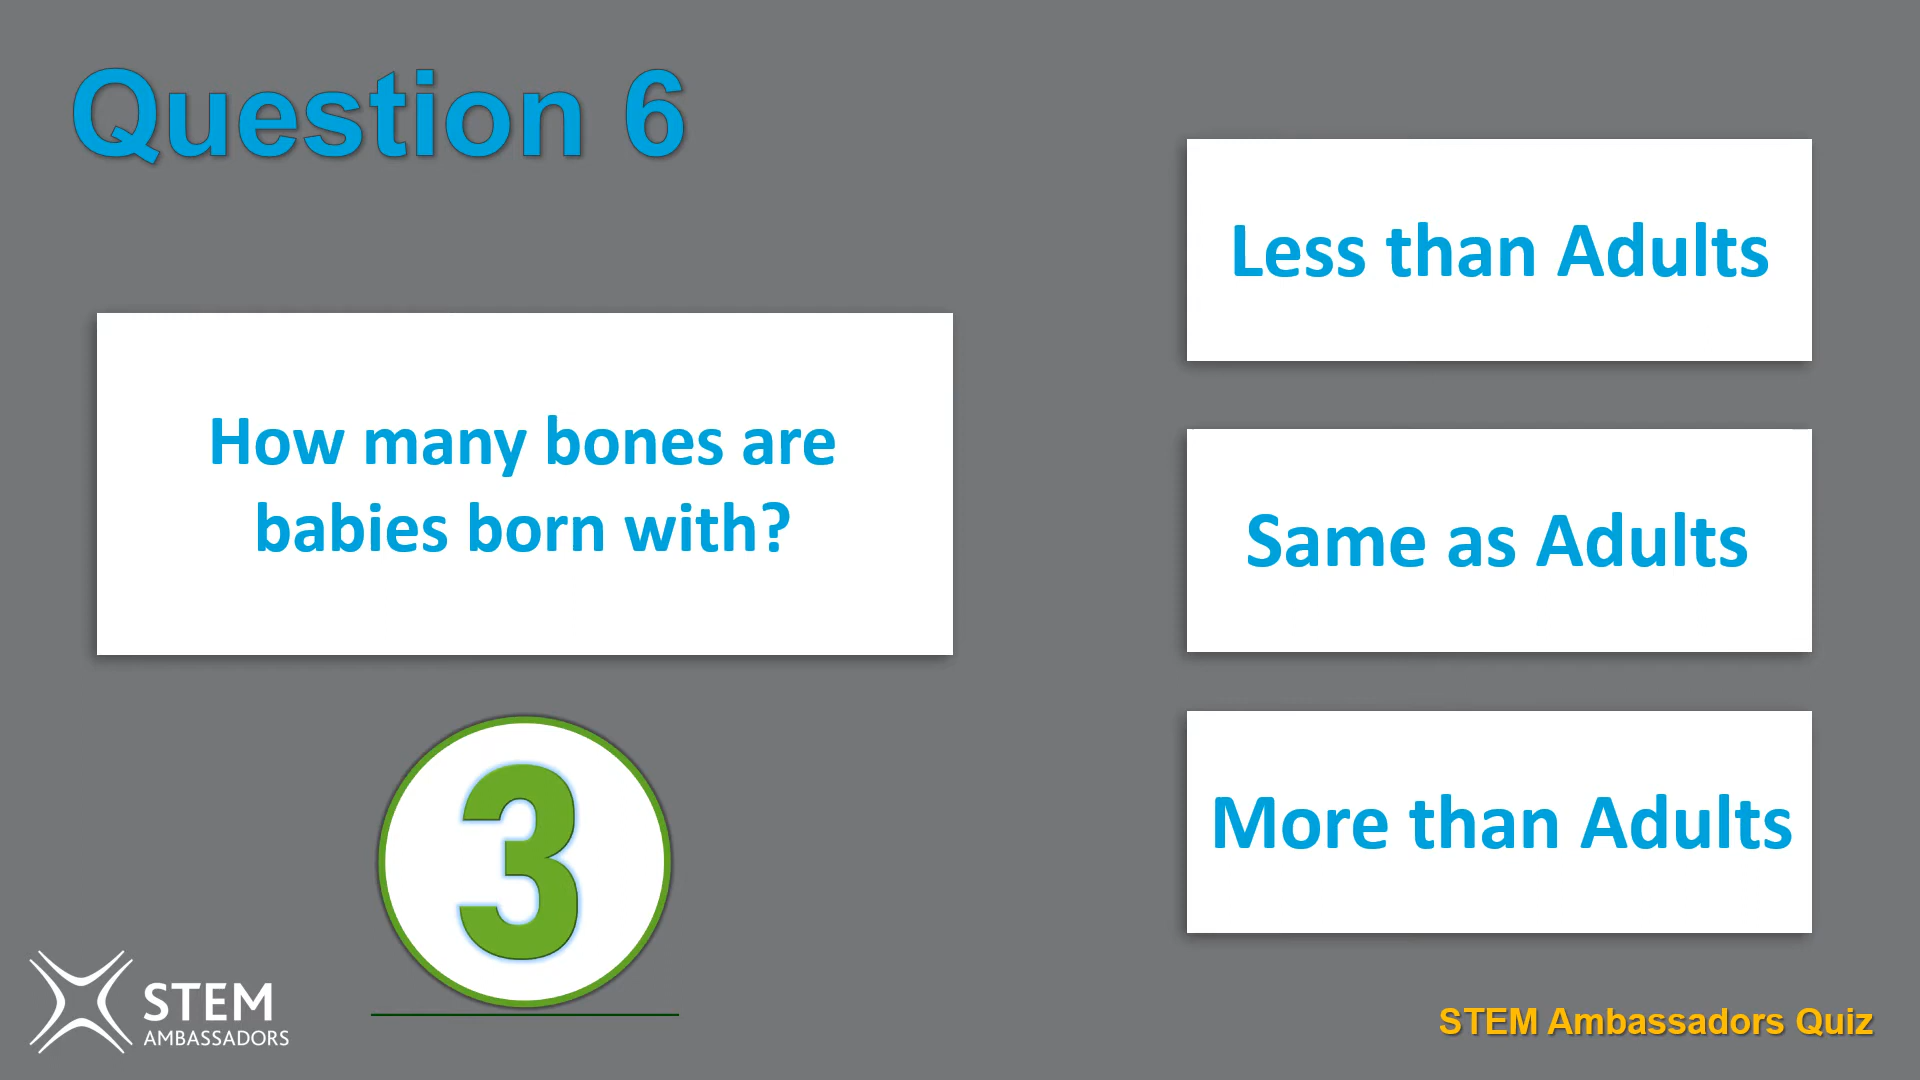 Question 6
How many bones are
babies born with?
Less than Adults
Same as Adults
More than Adults
3
STEM
AMBASSADORS
STEM Ambassadors Quiz